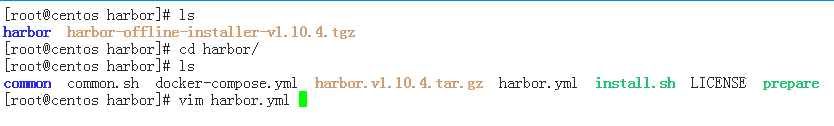 [root@centos harbor]# ls
harbor  harbor-offline-installer-v1.10.4.tgz
[root@centos harbor]# cd harbor/
[root@centos harbor]# ls
common  common.sh  docker-compose.yml  harbor.v1.10.4.tar.gz  harbor.yml  install.sh  LICENSE  prepare
[root@centos harbor]# vim harbor.yml